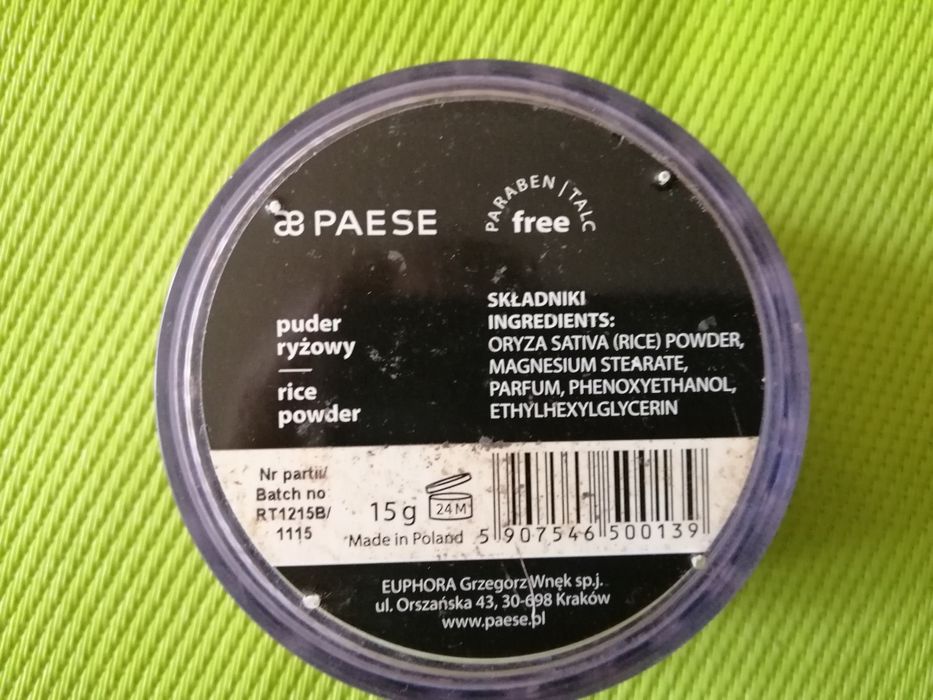 PAESE
PARABEN | TALC
free
puder
ryżowy
rice
powder
SKŁADNIKI
INGREDIENTS:
ORYZA SATIVA (RICE) POWDER,
MAGNESIUM STEARATE,
PARFUM, PHENOXYETHANOL,
ETHYLHEXYLGLYCERIN
Nr partii/
Batch no
RT1215B/
1115
15 g
24 M
Made in Poland
5 907546 500139
EUPHORA Grzegorz Wnęk sp.j.
ul. Orszańska 43, 30-698 Kraków
www.paese.pl